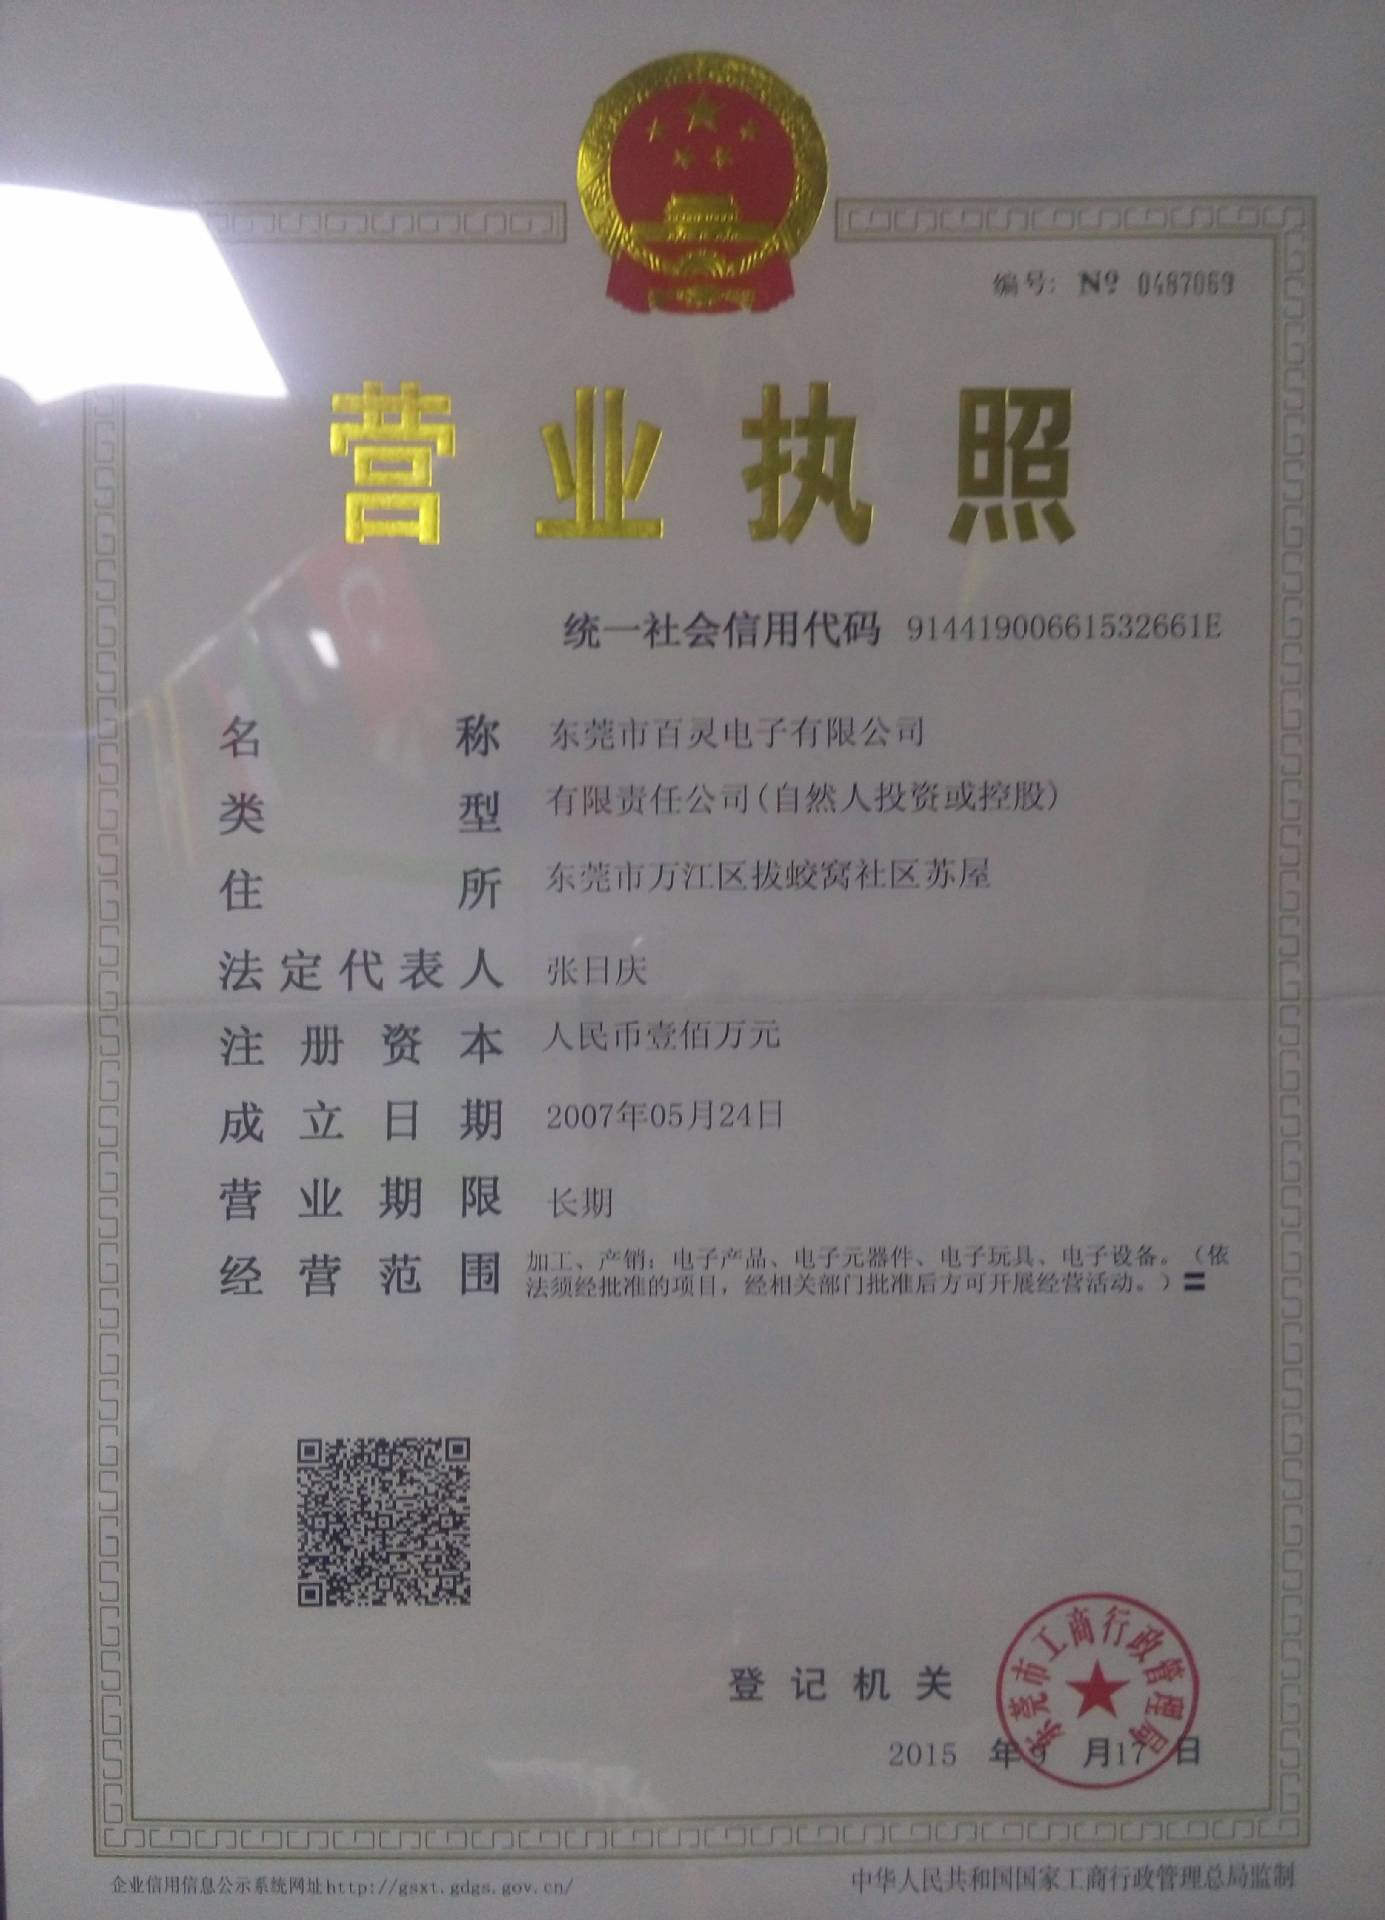 编号: № 0487069
营业执照
统一社会信用代码 91441900661532661E
名称 东莞市百灵电子有限公司
类型 有限责任公司(自然人投资或控股)
住所 东莞市万江区拔蛟窝社区苏屋
法定代表人 张日庆
注册资本 人民币壹佰万元
成立日期 2007年05月24日
营业期限 长期
经营范围 加工、产销：电子产品、电子元器件、电子玩具、电子设备。（依
法须经批准的项目，经相关部门批准后方可开展经营活动。）〓
东莞市工商行政管理局
登记机关
2015 年9 月17 日
企业信用信息公示系统网址http://gsxt.gdgs.gov.cn/
中华人民共和国国家工商行政管理总局监制